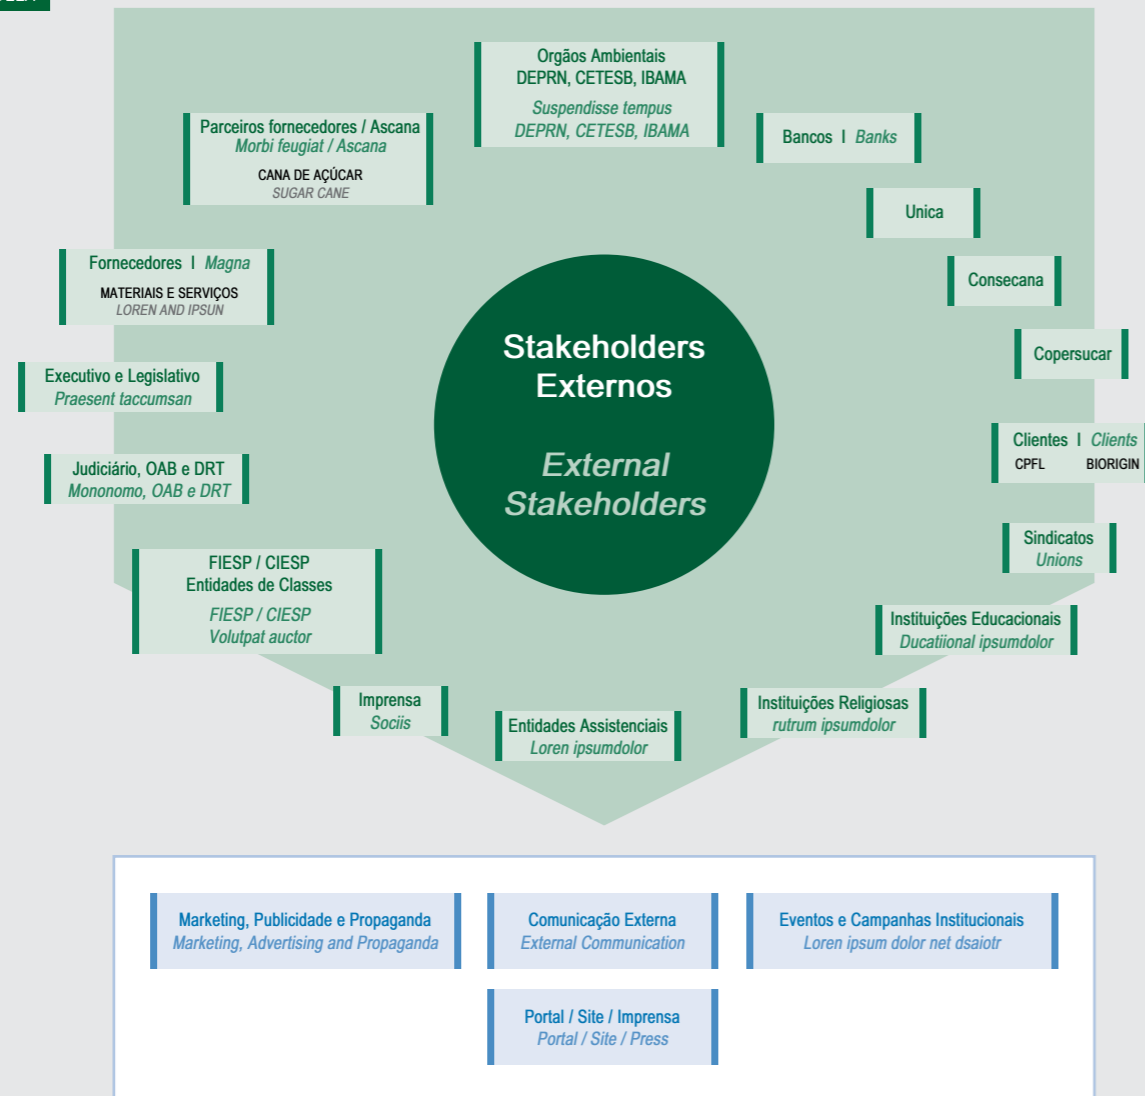 Orgãos Ambientais
DEPRN, CETESB, IBAMA
Suspendisse tempus
DEPRN, CETESB, IBAMA
Parceiros fornecedores / Ascana
Morbi feugiat / Ascana
CANA DE AÇÚCAR
SUGAR CANE
Bancos I Banks
Unica
Fornecedores I Magna
MATERIAIS E SERVIÇOS
LOREN AND IPSUN
Consecana
Stakeholders
Externos
External
Stakeholders
Copersucar
Executivo e Legislativo
Praesent taccumsan
Clientes I Clients
CPFL BIORIGIN
Judiciário, OAB e DRT
Mononomo, OAB e DRT
Sindicatos
Unions
FIESP / CIESP
Entidades de Classes
FIESP / CIESP
Volutpat auctor
Instituições Educacionais
Ducatiional ipsumdolor
Imprensa
Sociis
Entidades Assistenciais
Loren ipsumdolor
Instituições Religiosas
rutrum ipsumdolor
Marketing, Publicidade e Propaganda
Marketing, Advertising and Propaganda
Comunicação Externa
External Communication
Eventos e Campanhas Institucionais
Loren ipsum dolor net dsaiotr
Portal / Site / Imprensa
Portal / Site / Press